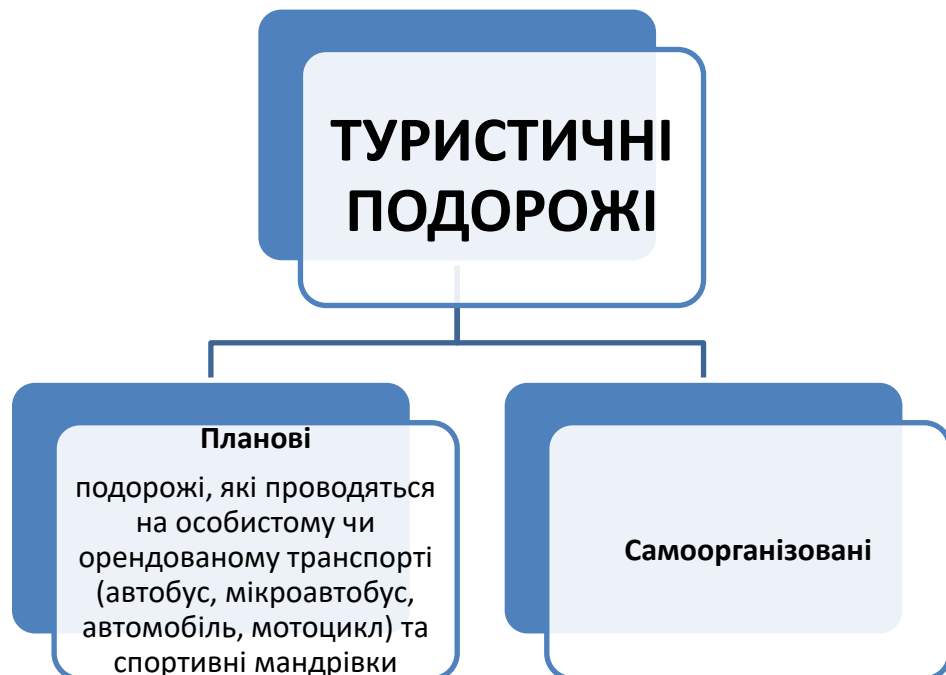 ТУРИСТИЧНІ
ПОДОРОЖІ
Планові
подорожі, які проводяться
на особистому чи
орендованому транспорті
(автобус, мікроавтобус,
автомобіль, мотоцикл) та
спортивні мандрівки
Самоорганізовані